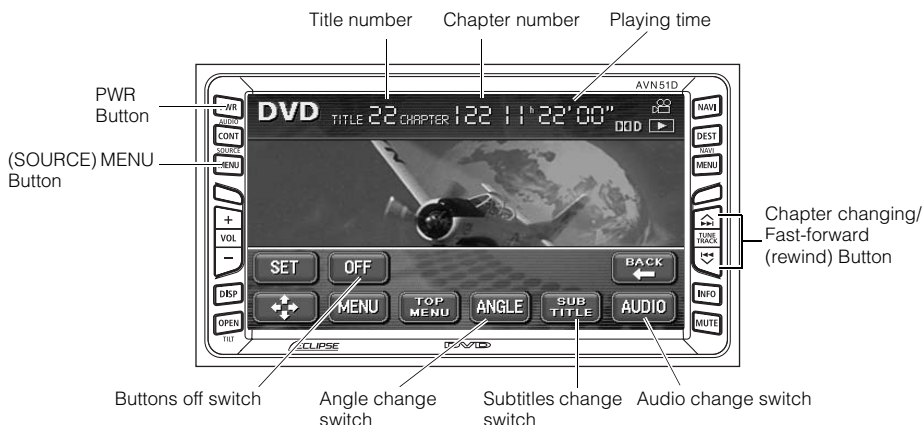 Title number
Chapter number
Playing time
AVN51D
PWR
Button
PWR
AUDIO
CONT
SOURCE
MENU
(SOURCE) MENU
Button
DVD
TITLE 22 CHAPTER 122 11h22'00"
DD D
NAVI
DEST
NAVI
MENU
+
VOL
−
TUNE
TRACK
Chapter changing/
Fast-forward
(rewind) Button
SET
OFF
BACK
DISP
OPEN
TILT
MENU
TOP
MENU
ANGLE
SUB
TITLE
AUDIO
INFO
MUTE
ECLIPSE
DVD
Buttons off switch
Angle change
switch
Subtitles change
switch
Audio change switch